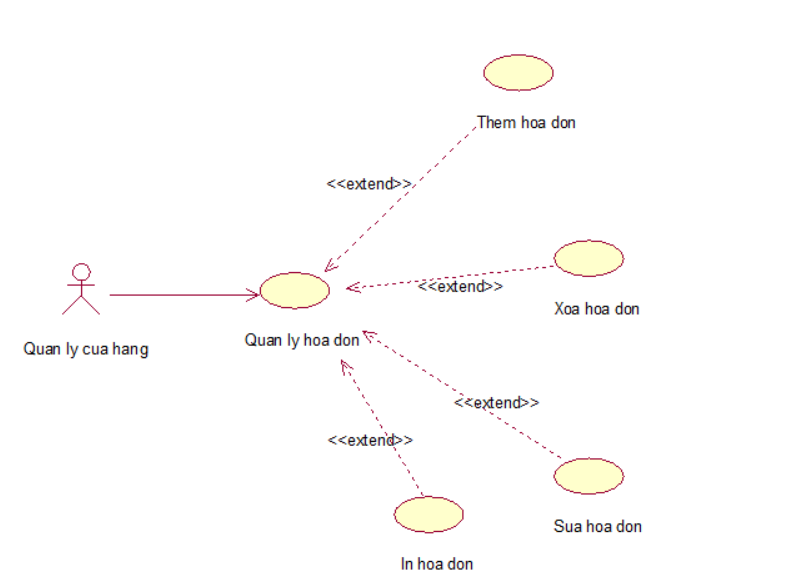 Them hoa don
<<extend>>
<<extend>>
Xoa hoa don
Quan ly hoa don
Quan ly cua hang
<<extend>>
<<extend>>
Sua hoa don
In hoa don